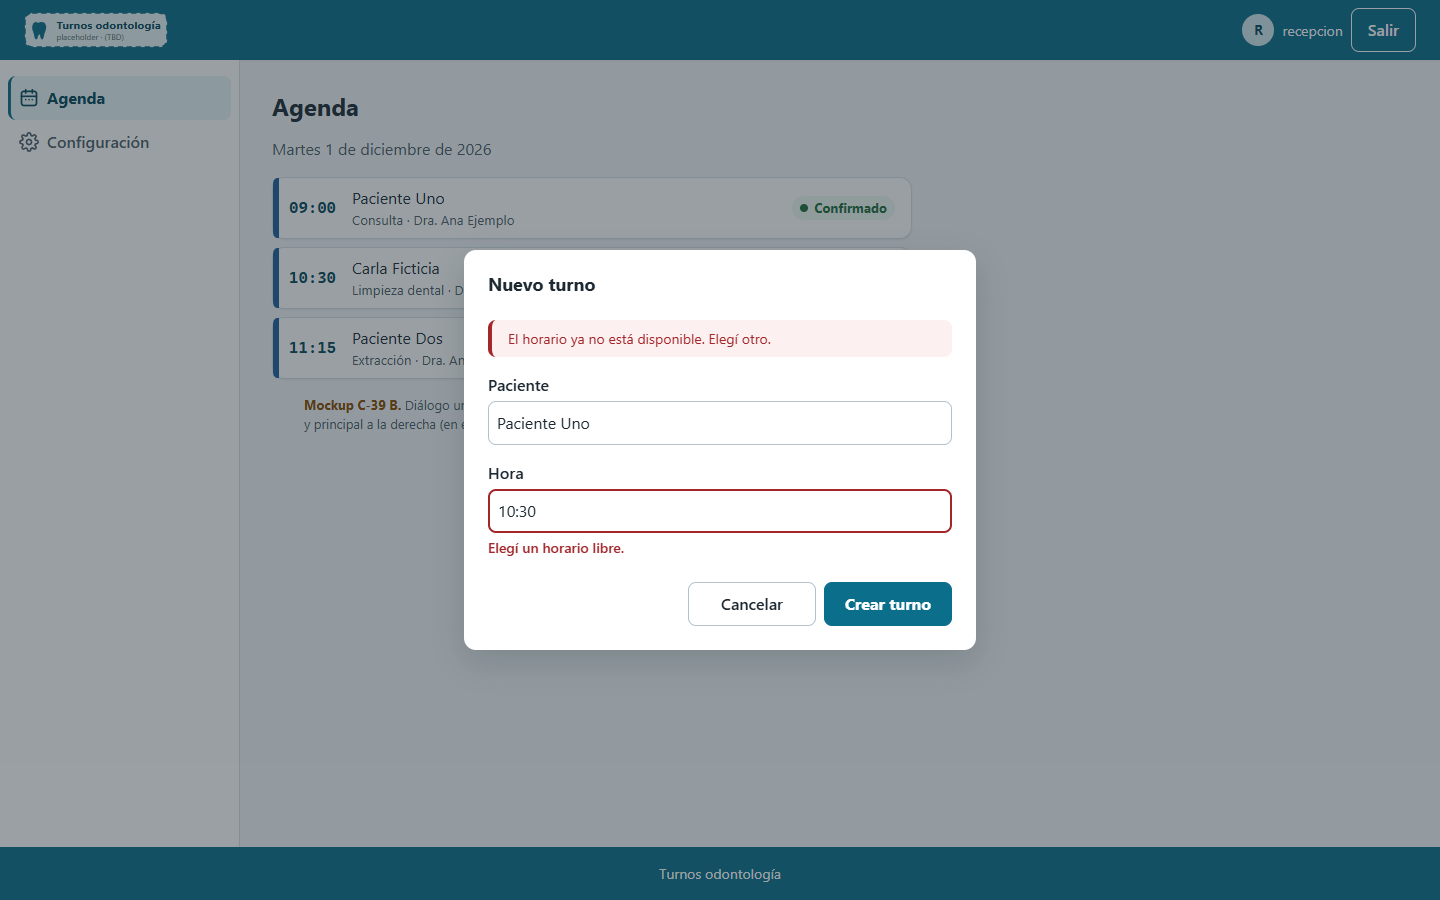 Turnos odontología
placeholder · (TBD)
R
recepcion
Salir
Agenda
Configuración
Agenda
Martes 1 de diciembre de 2026
09:00
Paciente Uno
Consulta · Dra. Ana Ejemplo
Confirmado
10:30
Carla Ficticia
Limpieza dental · D
11:15
Paciente Dos
Extracción · Dra. An
Mockup C-39 B. Diálogo
y principal a la derecha (en
Nuevo turno
El horario ya no está disponible. Elegí otro.
Paciente
Paciente Uno
Hora
10:30
Elegí un horario libre.
Cancelar
Crear turno
Turnos odontología